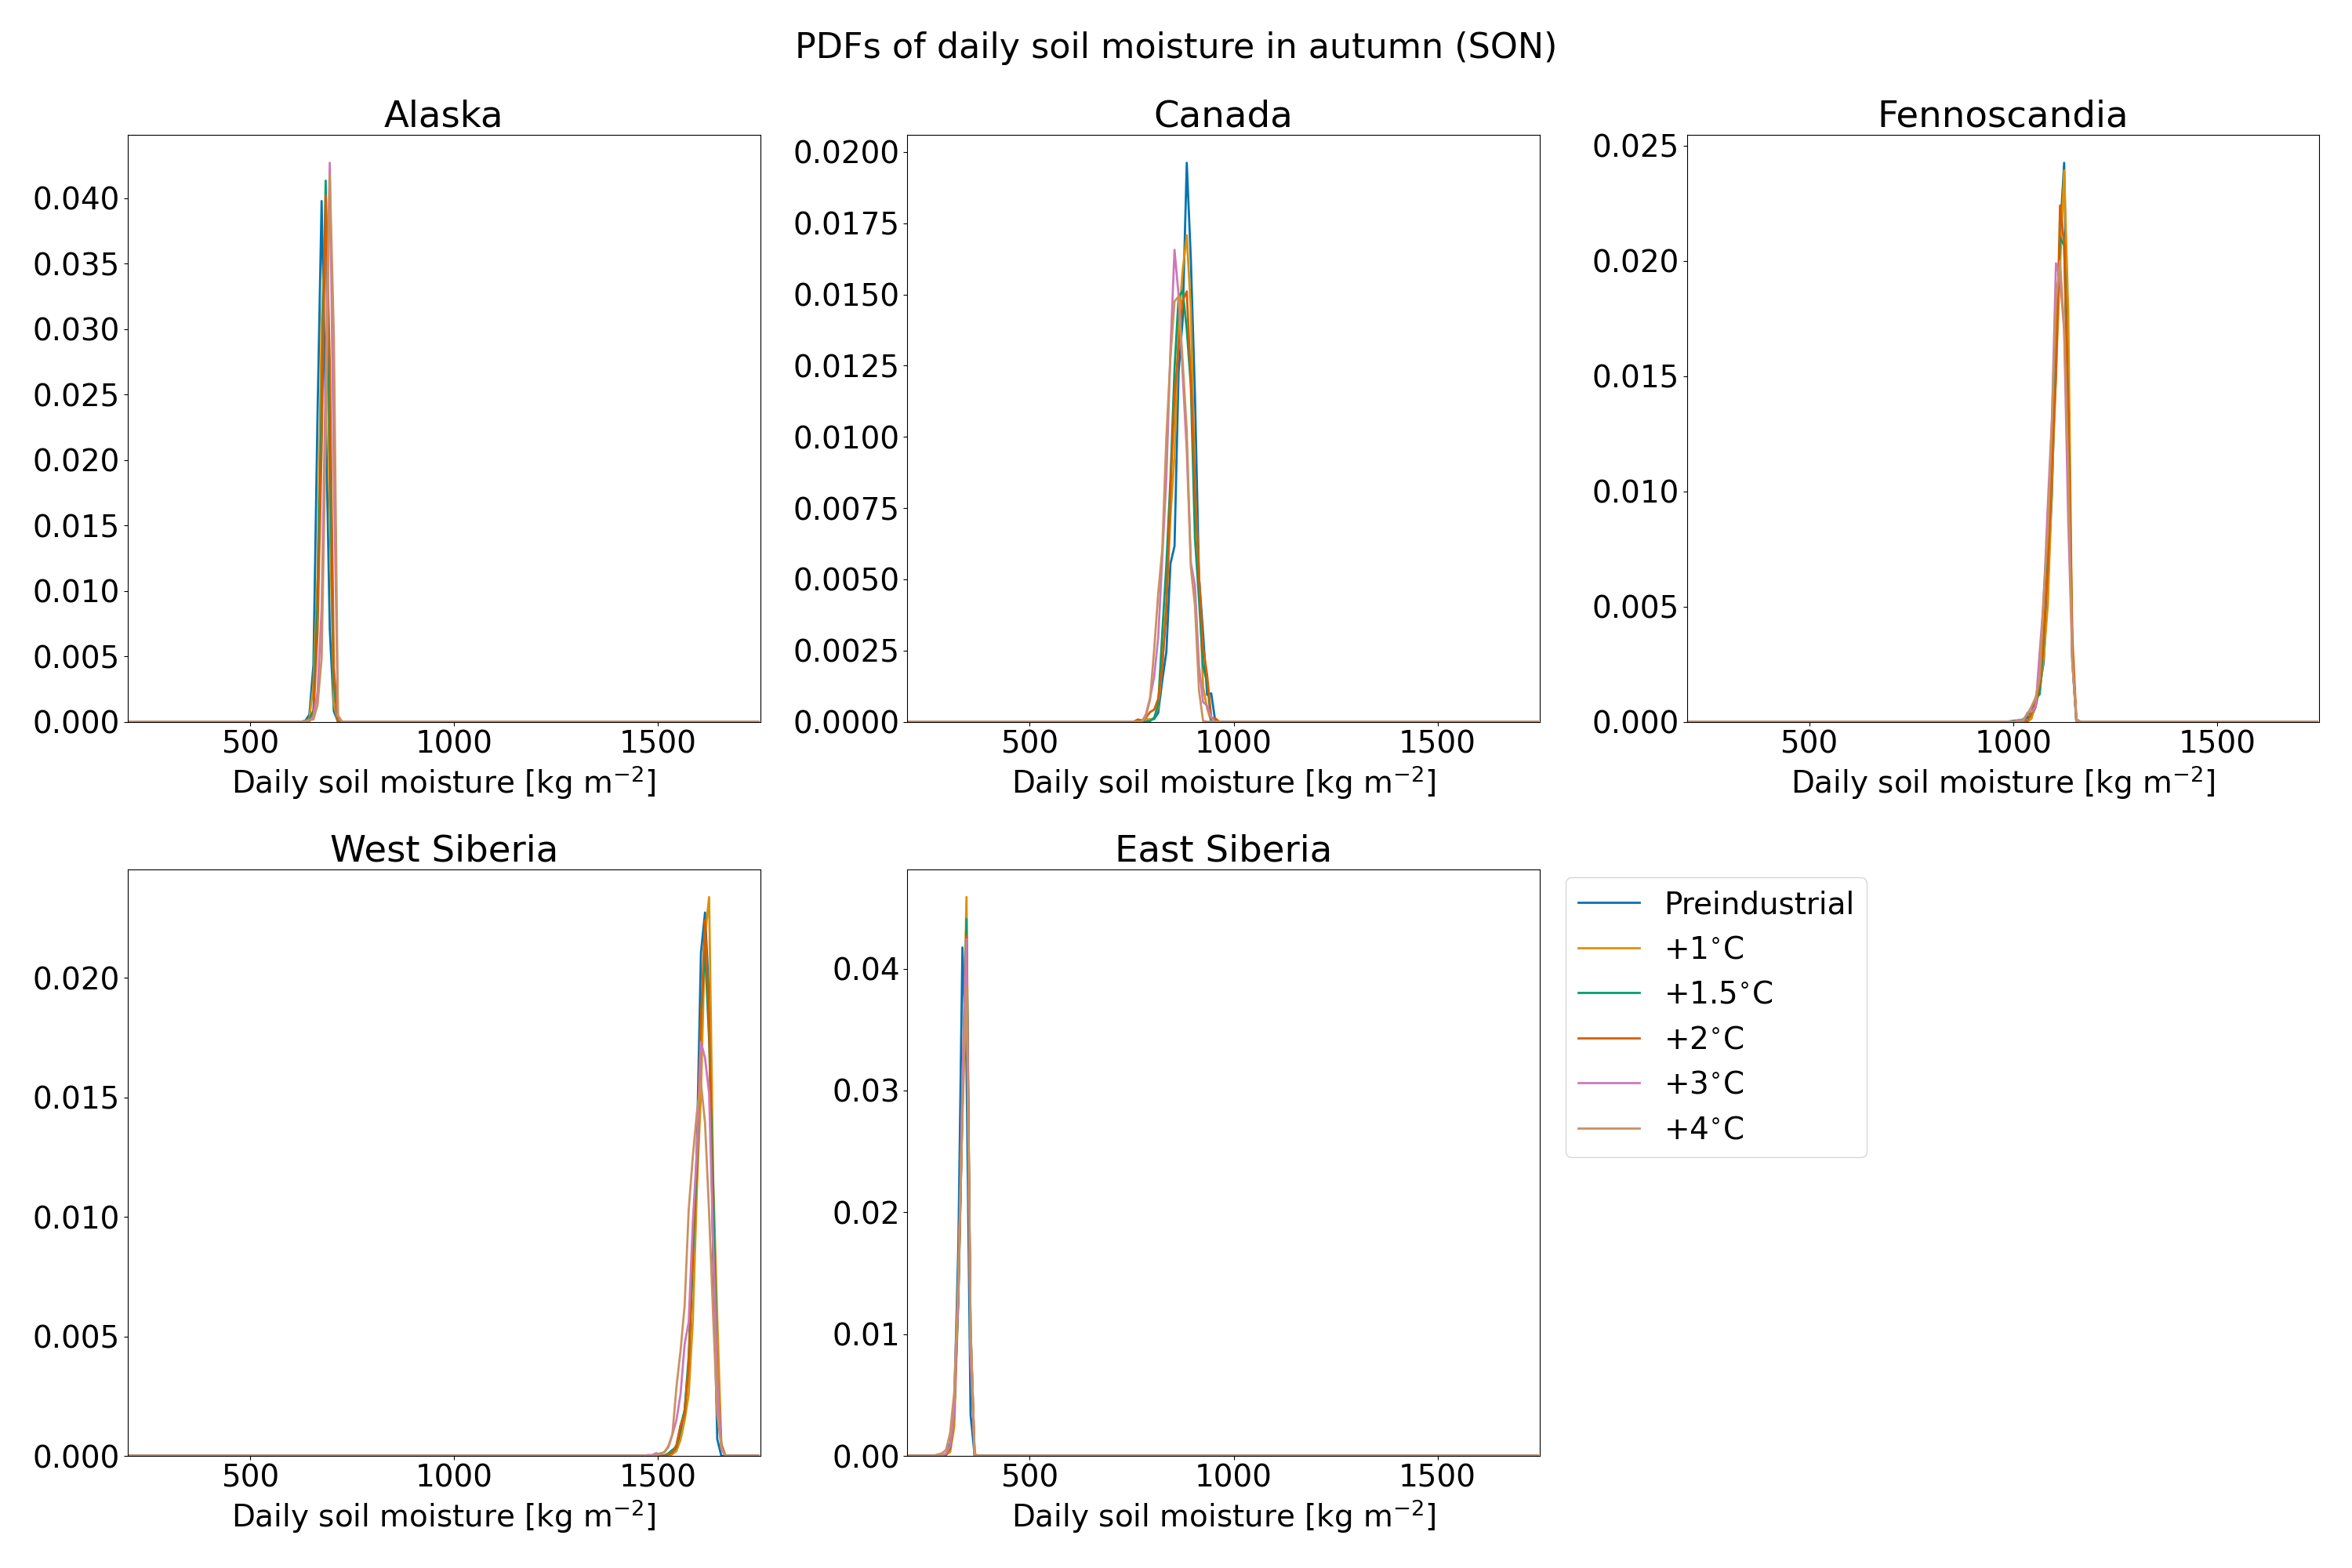 PDFs of daily soil moisture in autumn (SON)
Alaska
0.040
0.035
0.030
0.025
0.020
0.015
0.010
0.005
0.000
500 1000 1500
Daily soil moisture [kg m⁻²]
Canada
0.0200
0.0175
0.0150
0.0125
0.0100
0.0075
0.0050
0.0025
0.0000
500 1000 1500
Daily soil moisture [kg m⁻²]
Fennoscandia
0.025
0.020
0.015
0.010
0.005
0.000
500 1000 1500
Daily soil moisture [kg m⁻²]
West Siberia
0.020
0.015
0.010
0.005
0.000
500 1000 1500
Daily soil moisture [kg m⁻²]
East Siberia
0.04
0.03
0.02
0.01
0.00
500 1000 1500
Daily soil moisture [kg m⁻²]
Preindustrial
+1°C
+1.5°C
+2°C
+3°C
+4°C